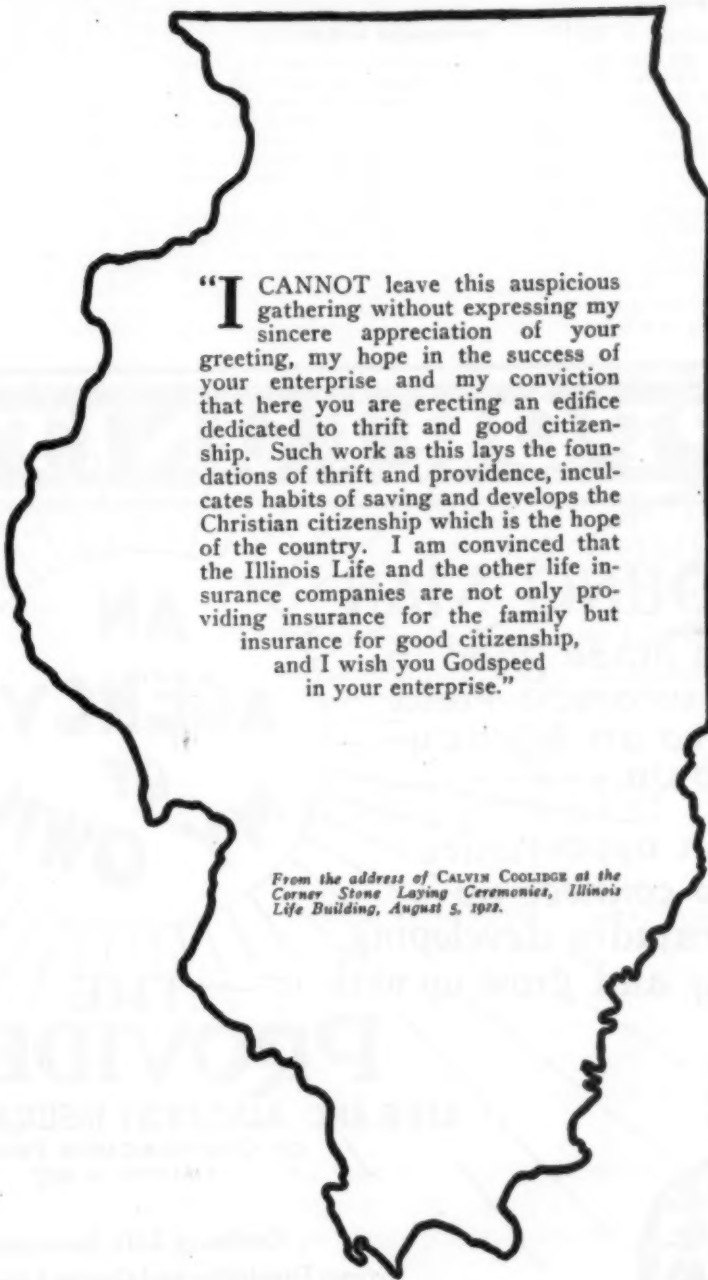 "I CANNOT leave this auspicious
gathering without expressing my
sincere appreciation of your
greeting, my hope in the success of
your enterprise and my conviction
that here you are erecting an edifice
dedicated to thrift and good citizen-
ship. Such work as this lays the foun-
dations of thrift and providence, incul-
cates habits of saving and develops the
Christian citizenship which is the hope
of the country. I am convinced that
the Illinois Life and the other life in-
surance companies are not only pro-
viding insurance for the family but
insurance for good citizenship,
and I wish you Godspeed
in your enterprise."
From the address of CALVIN COOLIDGE at the
Corner Stone Laying Ceremonies, Illinois
Life Building, August 5, 1922.